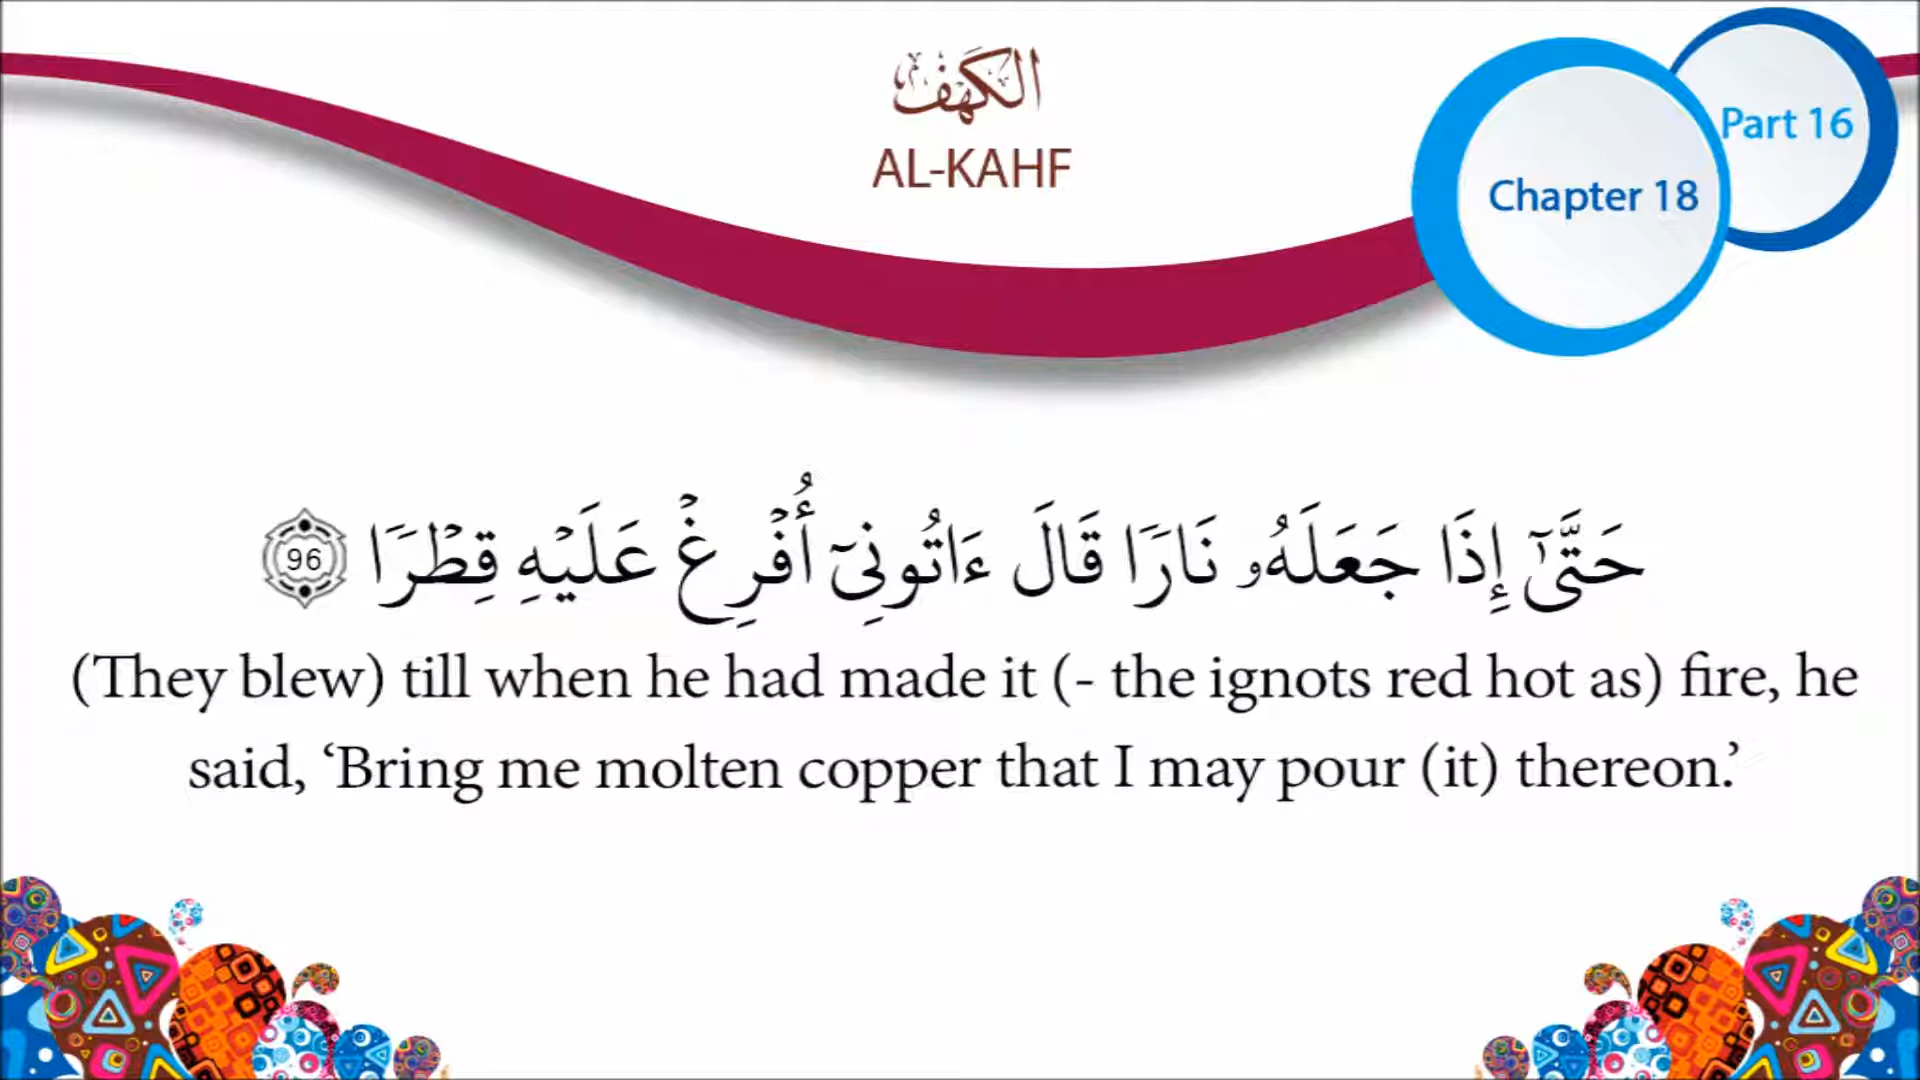 الكهف
AL-KAHF
Part 16
Chapter 18
حَتَّىٰٓ إِذَا جَعَلَهُۥ نَارٗا قَالَ ءَاتُونِيٓ أُفۡرِغۡ عَلَيۡهِ قِطۡرٗا 96
(They blew) till when he had made it (- the ignots red hot as) fire, he
said, ‘Bring me molten copper that I may pour (it) thereon.’